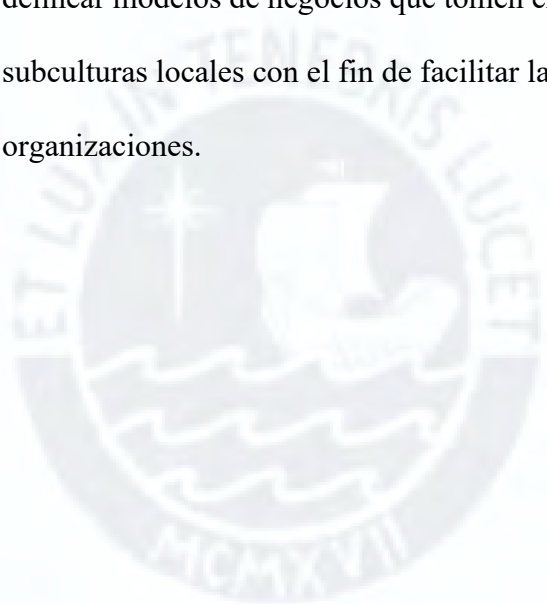 delinear modelos de negocios que tomen
subculturas locales con el fin de facilitar la
organizaciones.
ET LUX IN TENEBRIS LUCET
MCMXVII